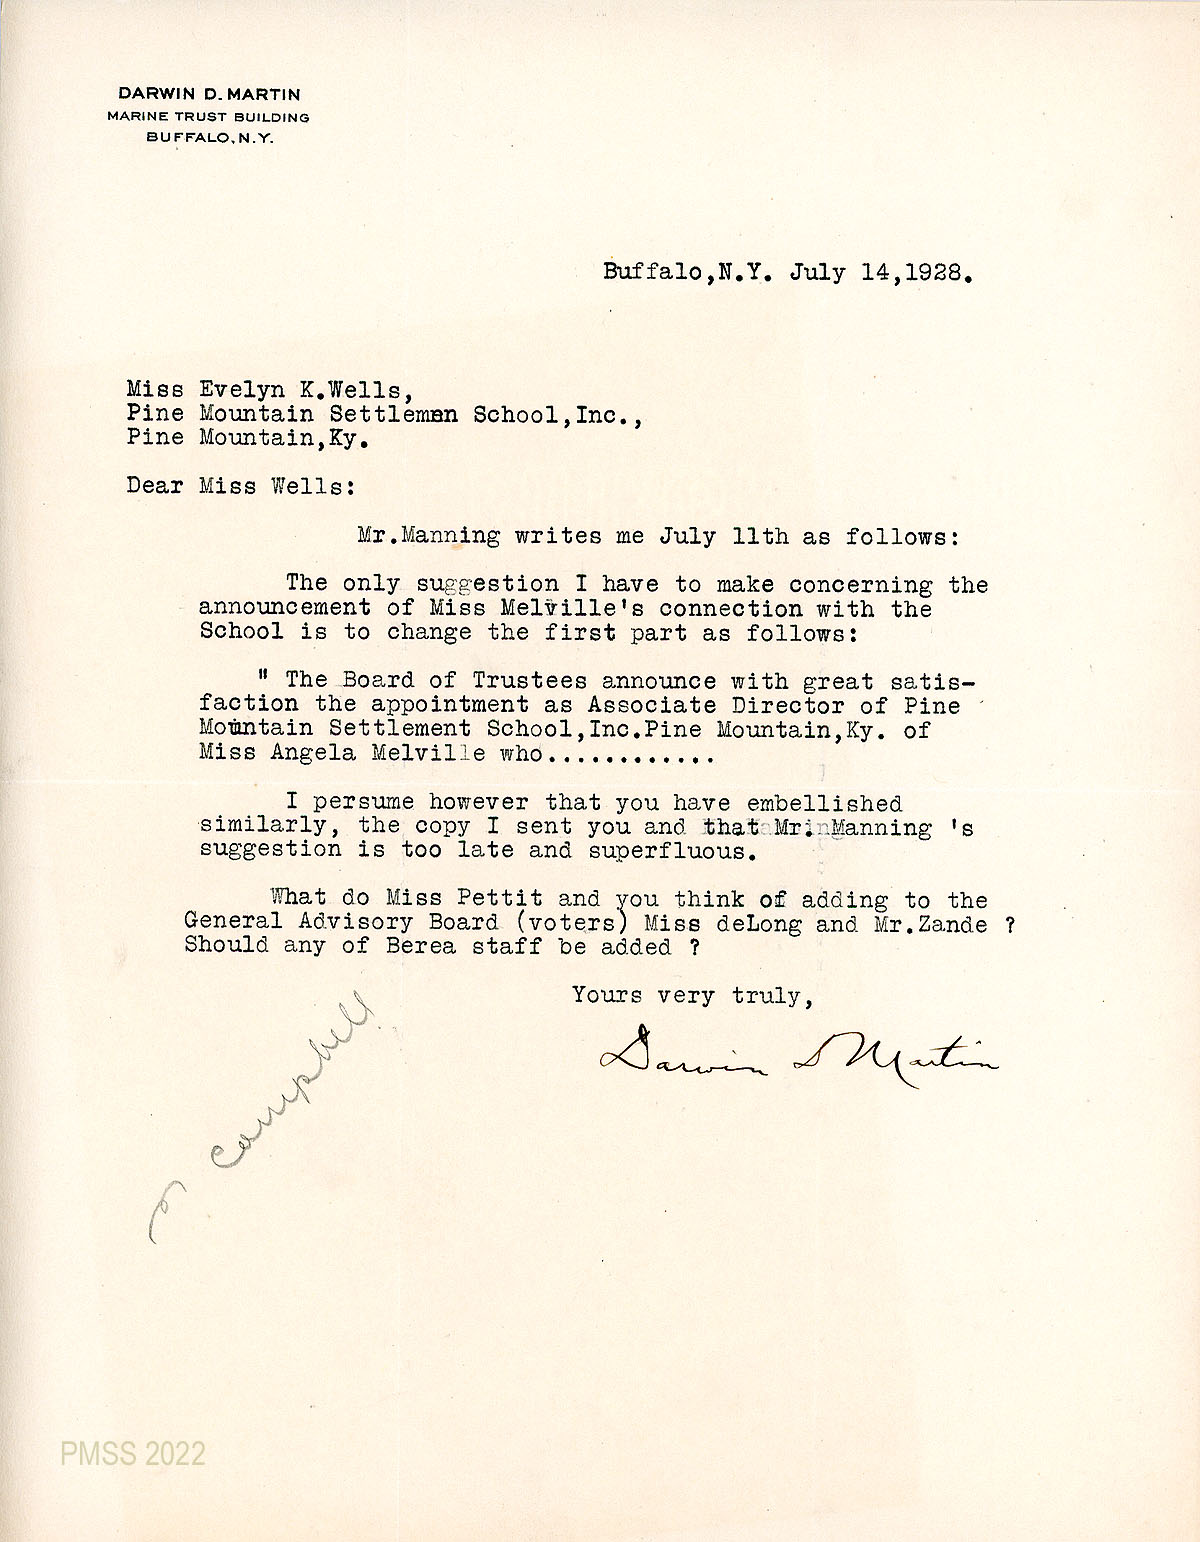 DARWIN D. MARTIN
MARINE TRUST BUILDING
BUFFALO, N.Y.
Buffalo,N.Y. July 14,1928.
Miss Evelyn K.Wells,
Pine Mountain Settlemen School,Inc.,
Pine Mountain,Ky.
Dear Miss Wells:
Mr.Manning writes me July 11th as follows:
The only suggestion I have to make concerning the
announcement of Miss Melville's connection with the
School is to change the first part as follows:
" The Board of Trustees announce with great satis-
faction the appointment as Associate Director of Pine
Mountain Settlement School,Inc.Pine Mountain,Ky. of
Miss Angela Melville who............
I persume however that you have embellished
similarly, the copy I sent you and that Mr.Manning 's
suggestion is too late and superfluous.
What do Miss Pettit and you think of adding to the
General Advisory Board (voters) Miss deLong and Mr.Zande ?
Should any of Berea staff be added ?
Yours very truly,
Darwin D Martin
Campbell
PMSS 2022